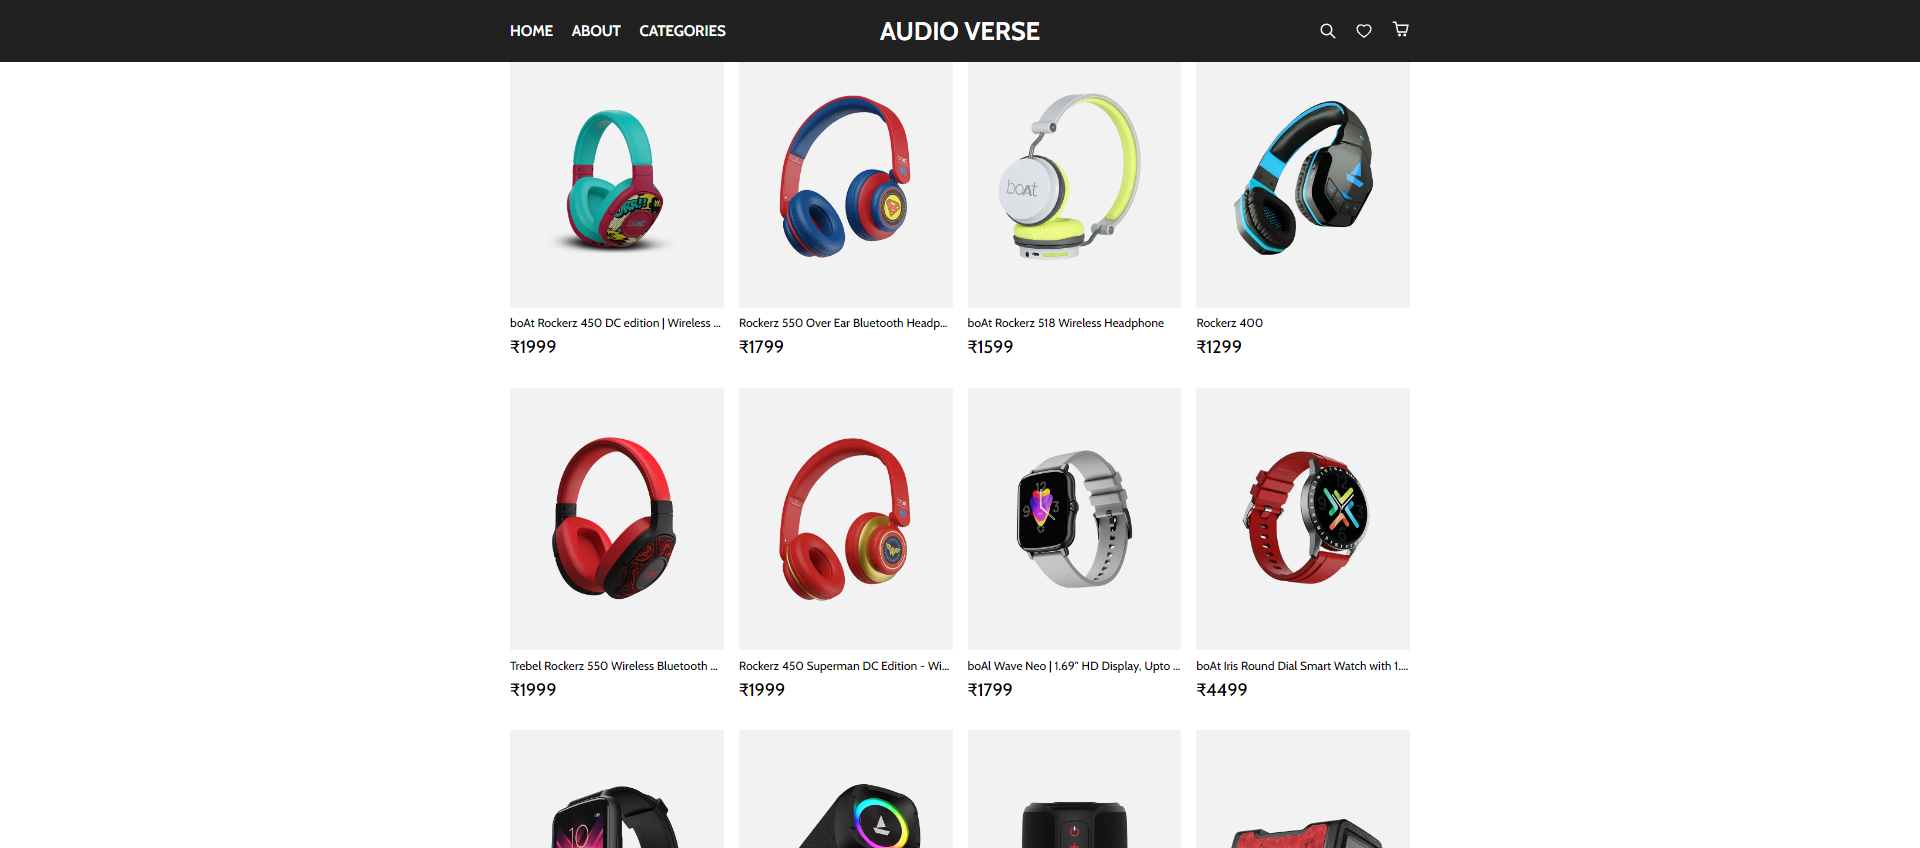 HOME ABOUT CATEGORIES AUDIO VERSE
boAt
boAt Rockerz 450 DC edition | Wireless ...
Rockerz 550 Over Ear Bluetooth Headp...
boAt Rockerz 518 Wireless Headphone
Rockerz 400
₹1999
₹1799
₹1599
₹1299
Trebel Rockerz 550 Wireless Bluetooth ...
Rockerz 450 Superman DC Edition - Wi...
boAl Wave Neo | 1.69" HD Display, Upto ...
boAt Iris Round Dial Smart Watch with 1....
₹1999
₹1999
₹1799
₹4499
10